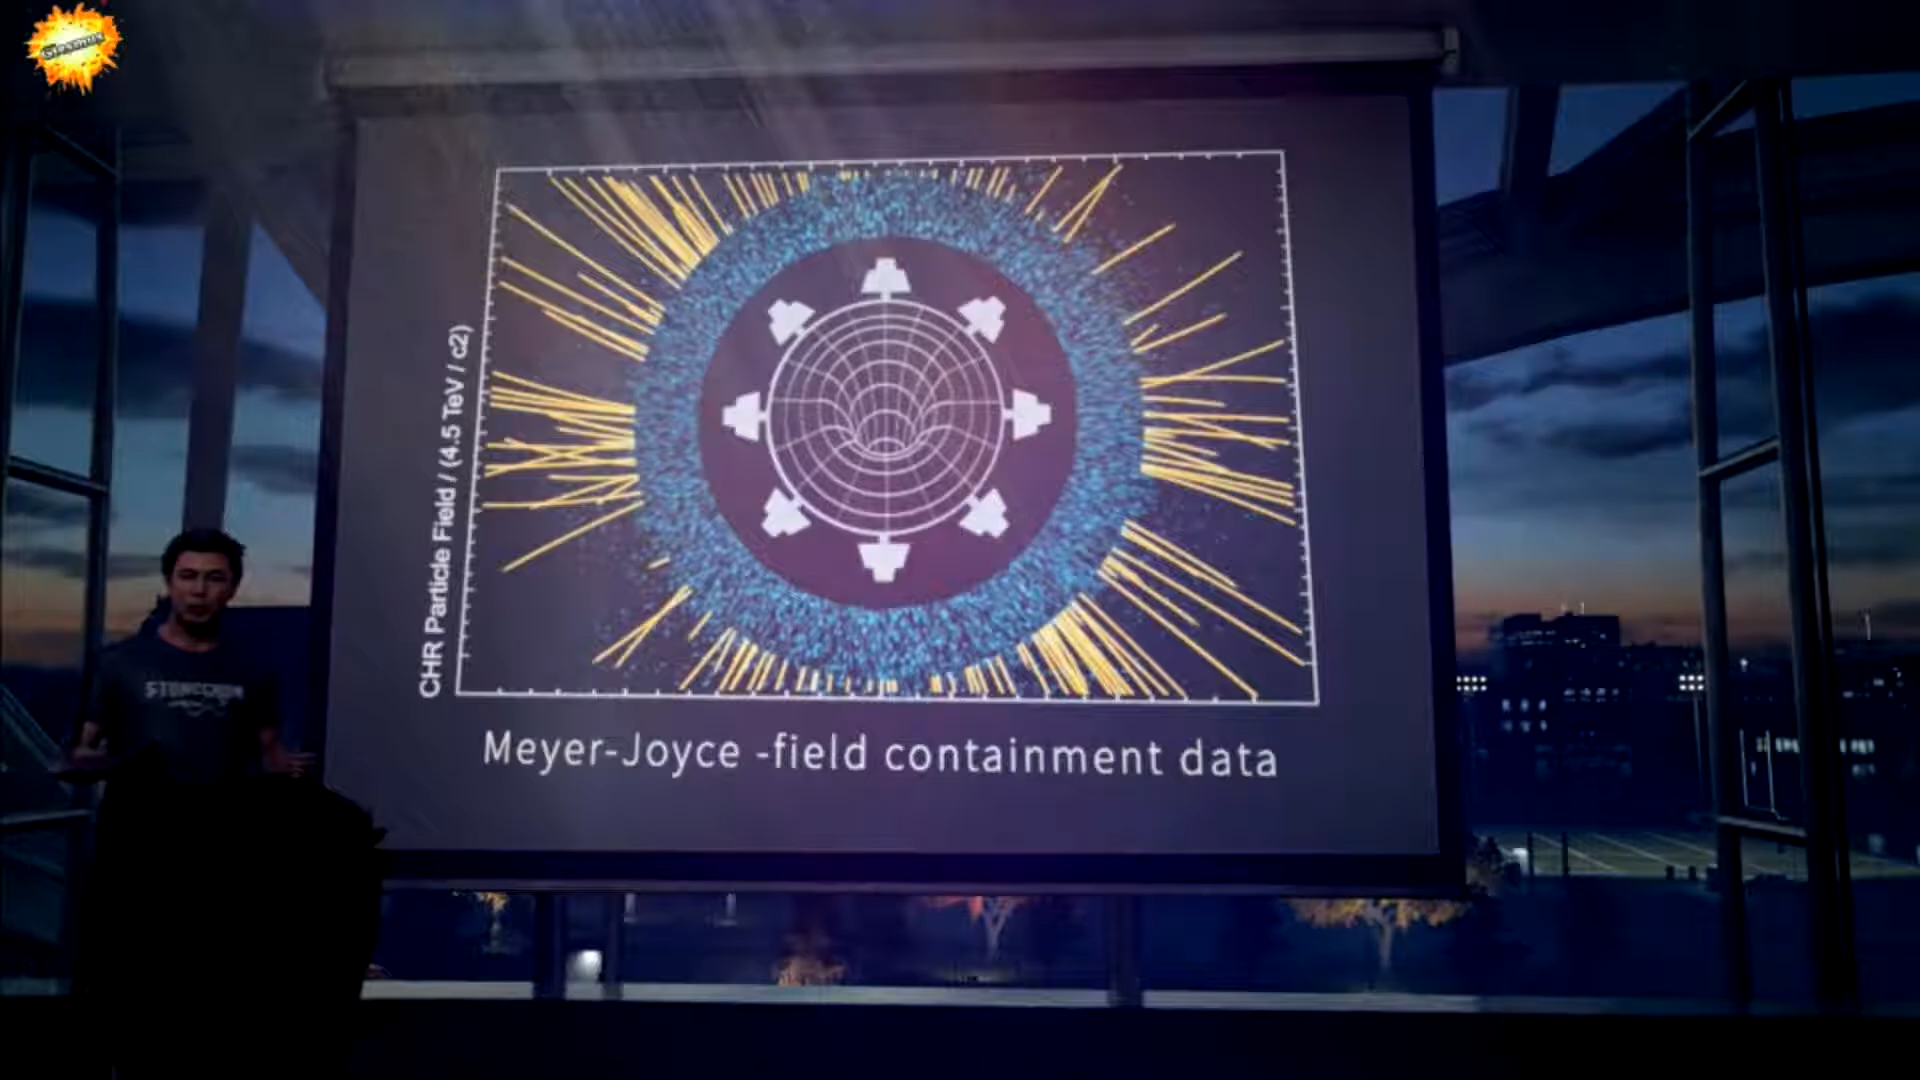 CHR Particle Field / (4.5 TeV / c2)
Meyer-Joyce -field containment data